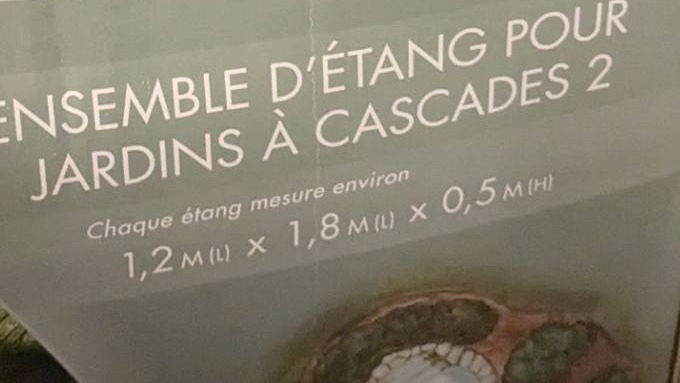 ENSEMBLE D'ÉTANG POUR
JARDINS À CASCADES 2
Chaque étang mesure environ
1,2 M (L) x 1,8 M (L) x 0,5 M (H)